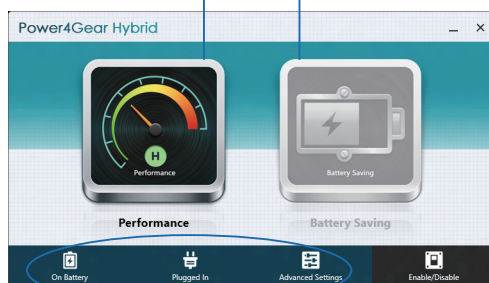 Power4Gear Hybrid
H
Performance
Battery Saving
Performance
Battery Saving
On Battery
Plugged In
Advanced Settings
Enable/Disable